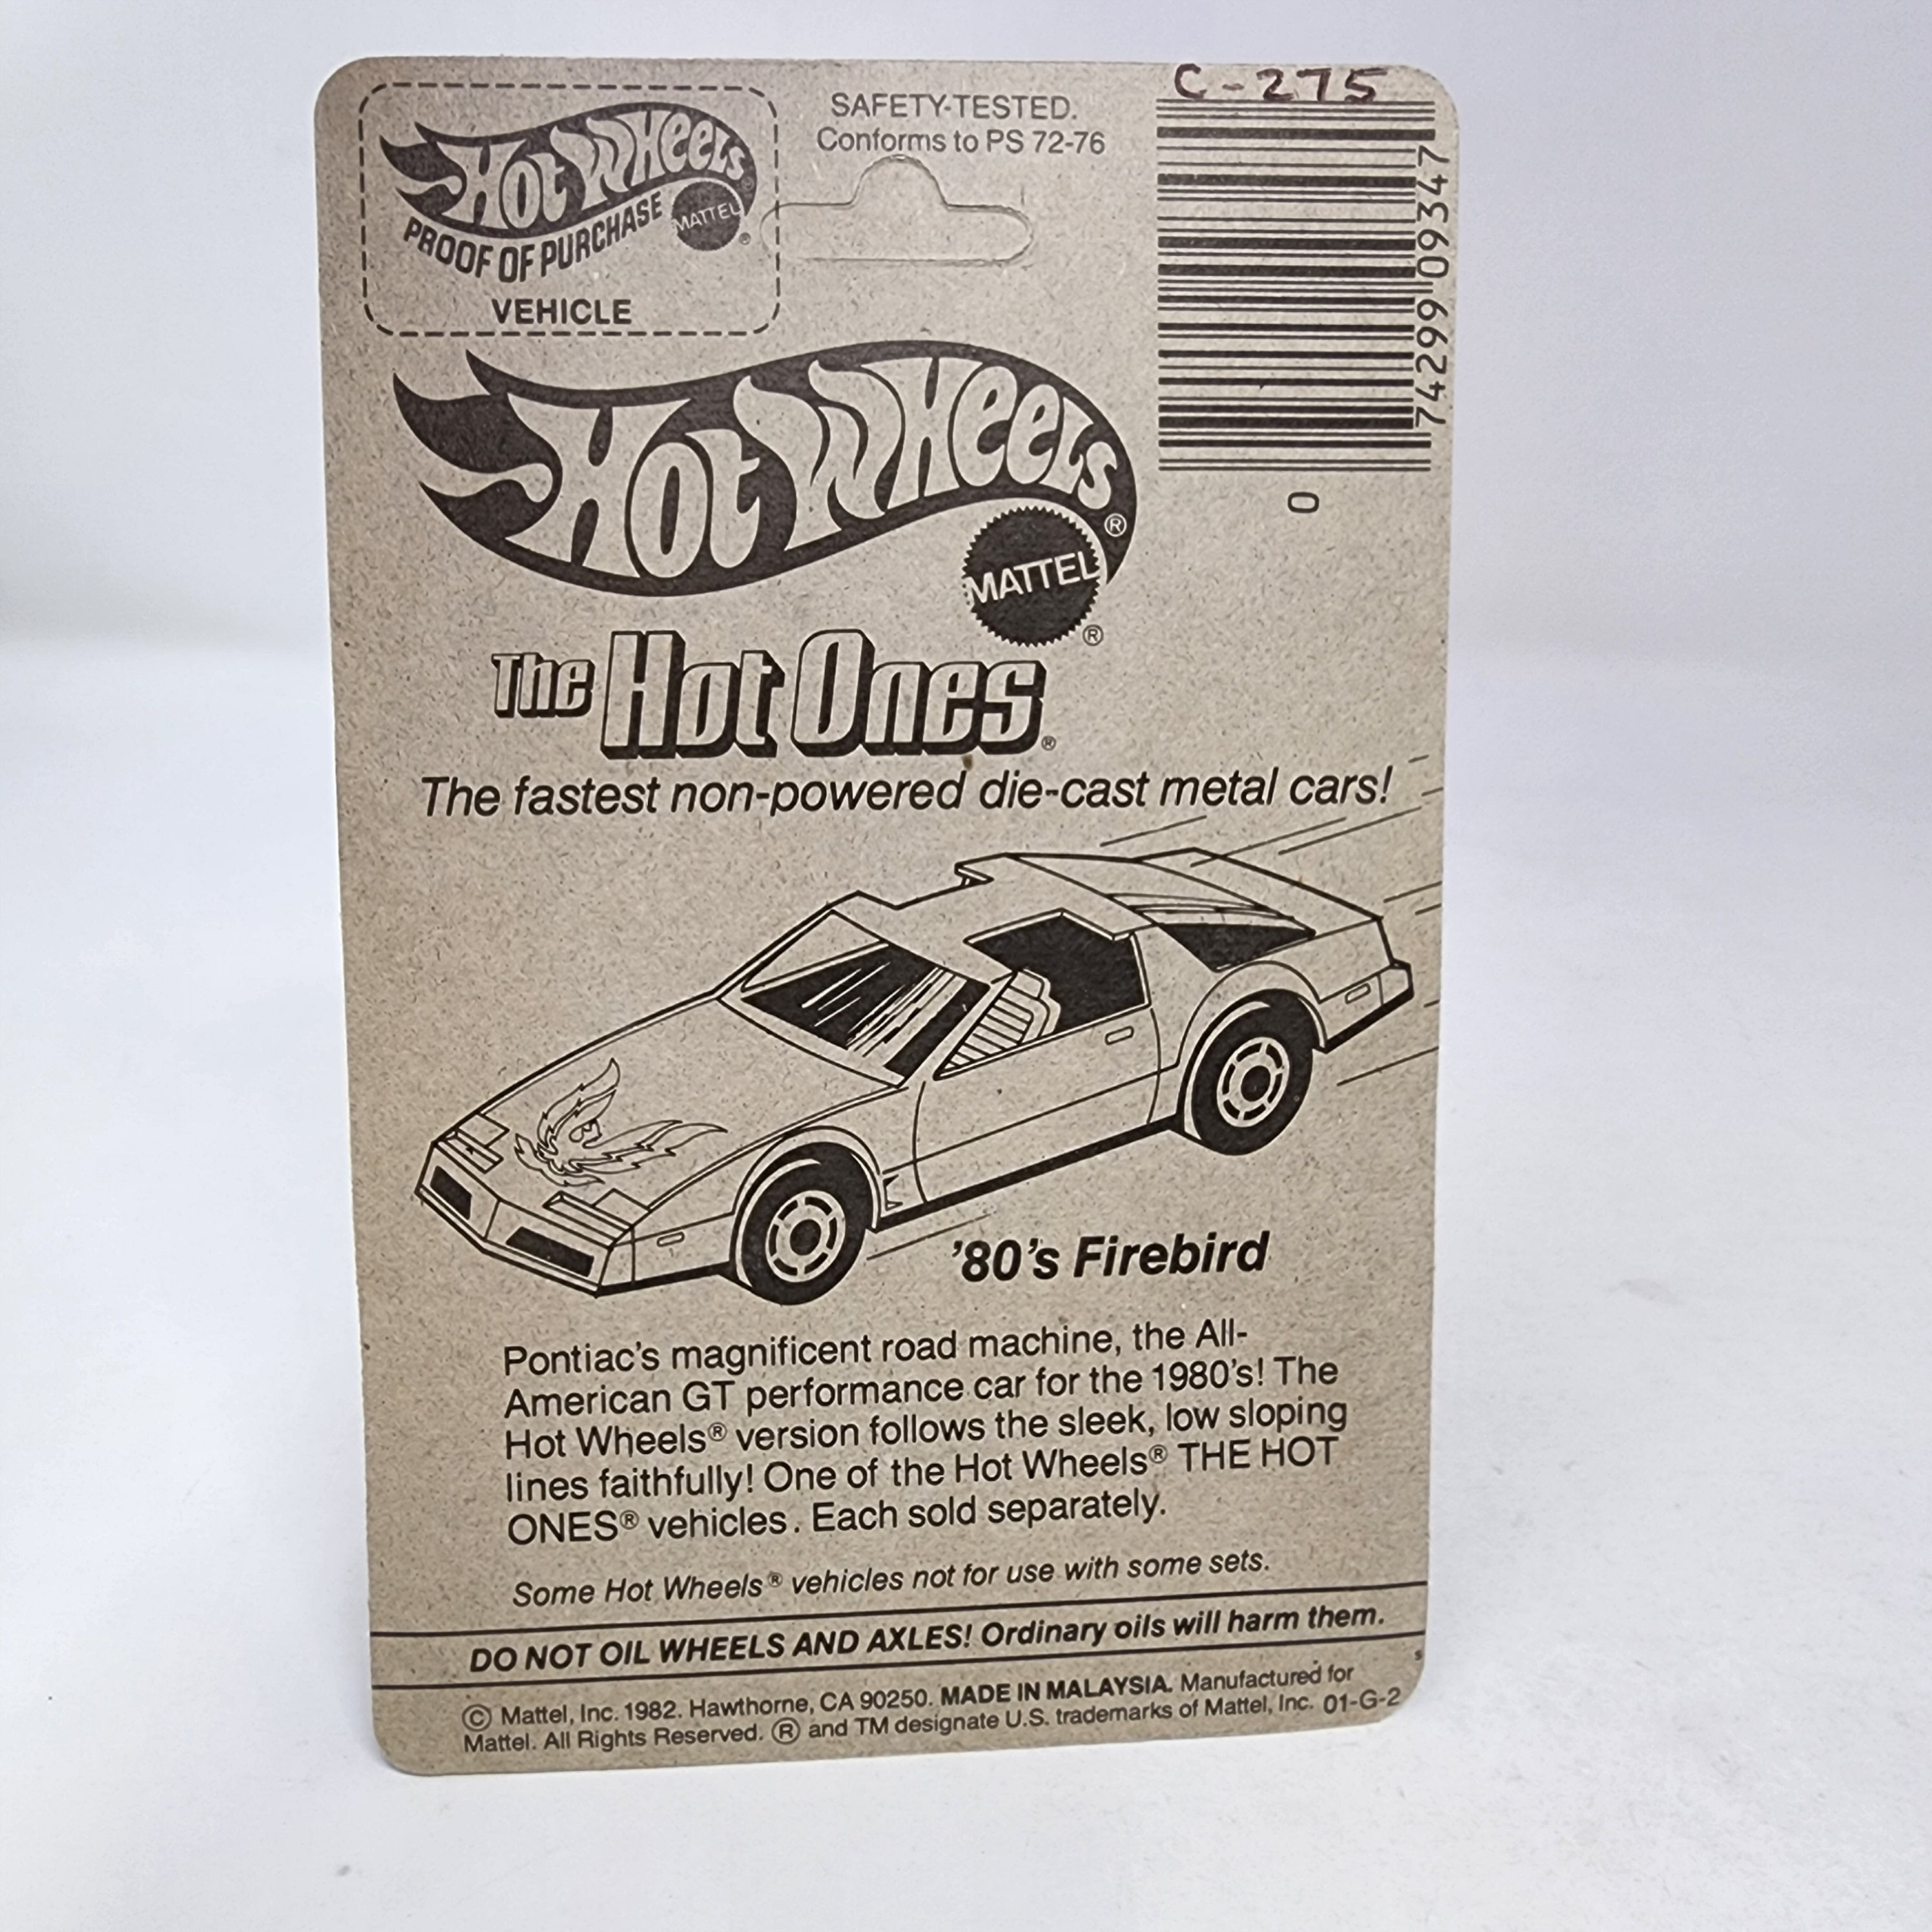 C-275
Hot Wheels
MATTEL®
PROOF OF PURCHASE
VEHICLE
SAFETY-TESTED.
Conforms to PS 72-76
0
Hot Wheels®
MATTEL®
The Hot Ones®
The fastest non-powered die-cast metal cars!
'80's Firebird
Pontiac's magnificent road machine, the All-
American GT performance car for the 1980's! The
Hot Wheels® version follows the sleek, low sloping
lines faithfully! One of the Hot Wheels® THE HOT
ONES® vehicles. Each sold separately.
Some Hot Wheels® vehicles not for use with some sets.
DO NOT OIL WHEELS AND AXLES! Ordinary oils will harm them.
s
© Mattel, Inc. 1982. Hawthorne, CA 90250. MADE IN MALAYSIA. Manufactured for
Mattel. All Rights Reserved. ® and TM designate U.S. trademarks of Mattel, Inc. 01-G-2